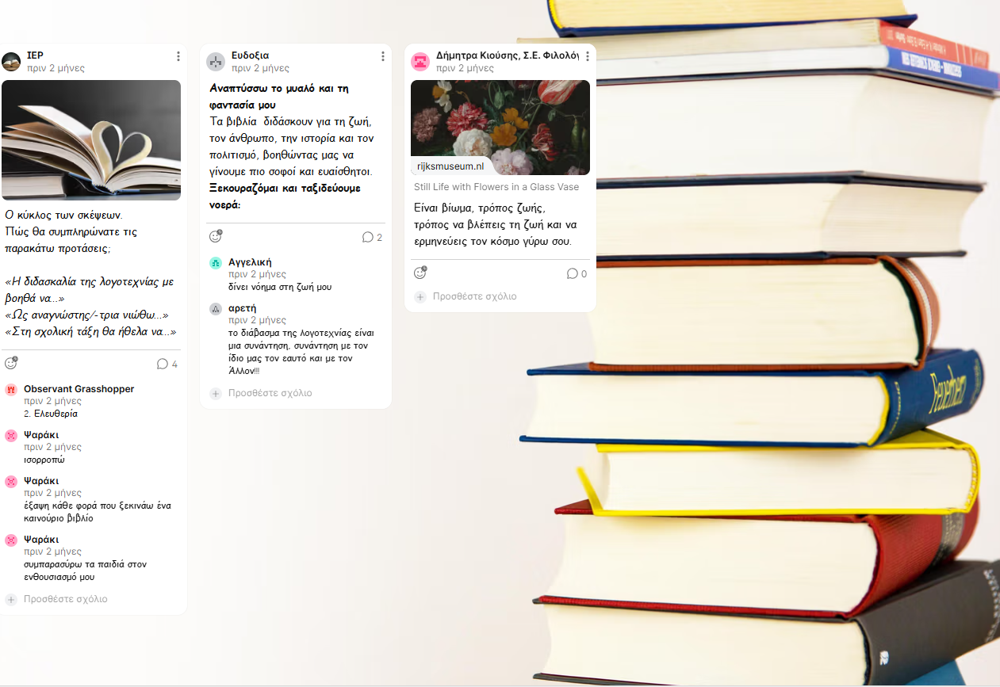 IEP
πριν 2 μήνες
Ο κύκλος των σκέψεων.
Πώς θα συμπληρώνατε τις
παρακάτω προτάσεις;
«Η διδασκαλία της λογοτεχνίας με
βοηθά να...»
«Ως αναγνώστης/-τρια νιώθω...»
«Στη σχολική τάξη θα ήθελα να...»
4
Observant Grasshopper
πριν 2 μήνες
2. Ελευθερία
Ψαράκι
πριν 2 μήνες
ισορροπώ
Ψαράκι
πριν 2 μήνες
έξαψη κάθε φορά που ξεκινάω ένα
καινούριο βιβλίο
Ψαράκι
πριν 2 μήνες
συμπαρασύρω τα παιδιά στον
ενθουσιασμό μου
Προσθέστε σχόλιο
Ευδοξια
πριν 2 μήνες
Αναπτύσσω το μυαλό και τη
φαντασία μου
Τα βιβλία διδάσκουν για τη ζωή,
τον άνθρωπο, την ιστορία και τον
πολιτισμό, βοηθώντας μας να
γίνουμε πιο σοφοί και ευαίσθητοι.
Ξεκουραζόμαι και ταξιδεύουμε
νοερά:
2
Αγγελική
πριν 2 μήνες
δίνει νόημα στη ζωή μου
αρετή
πριν 2 μήνες
το διάβασμα της λογοτεχνίας είναι
μια συνάντηση, συνάντηση με τον
ίδιο μας τον εαυτό και με τον
Άλλον!!!
Προσθέστε σχόλιο
Δήμητρα Κιούσης, Σ.Ε. Φιλολόγ
πριν 2 μήνες
rijksmuseum.nl
Still Life with Flowers in a Glass Vase
Είναι βίωμα, τρόπος ζωής,
τρόπος να βλέπεις τη ζωή και να
ερμηνεύεις τον κόσμο γύρω σου.
0
Προσθέστε σχόλιο